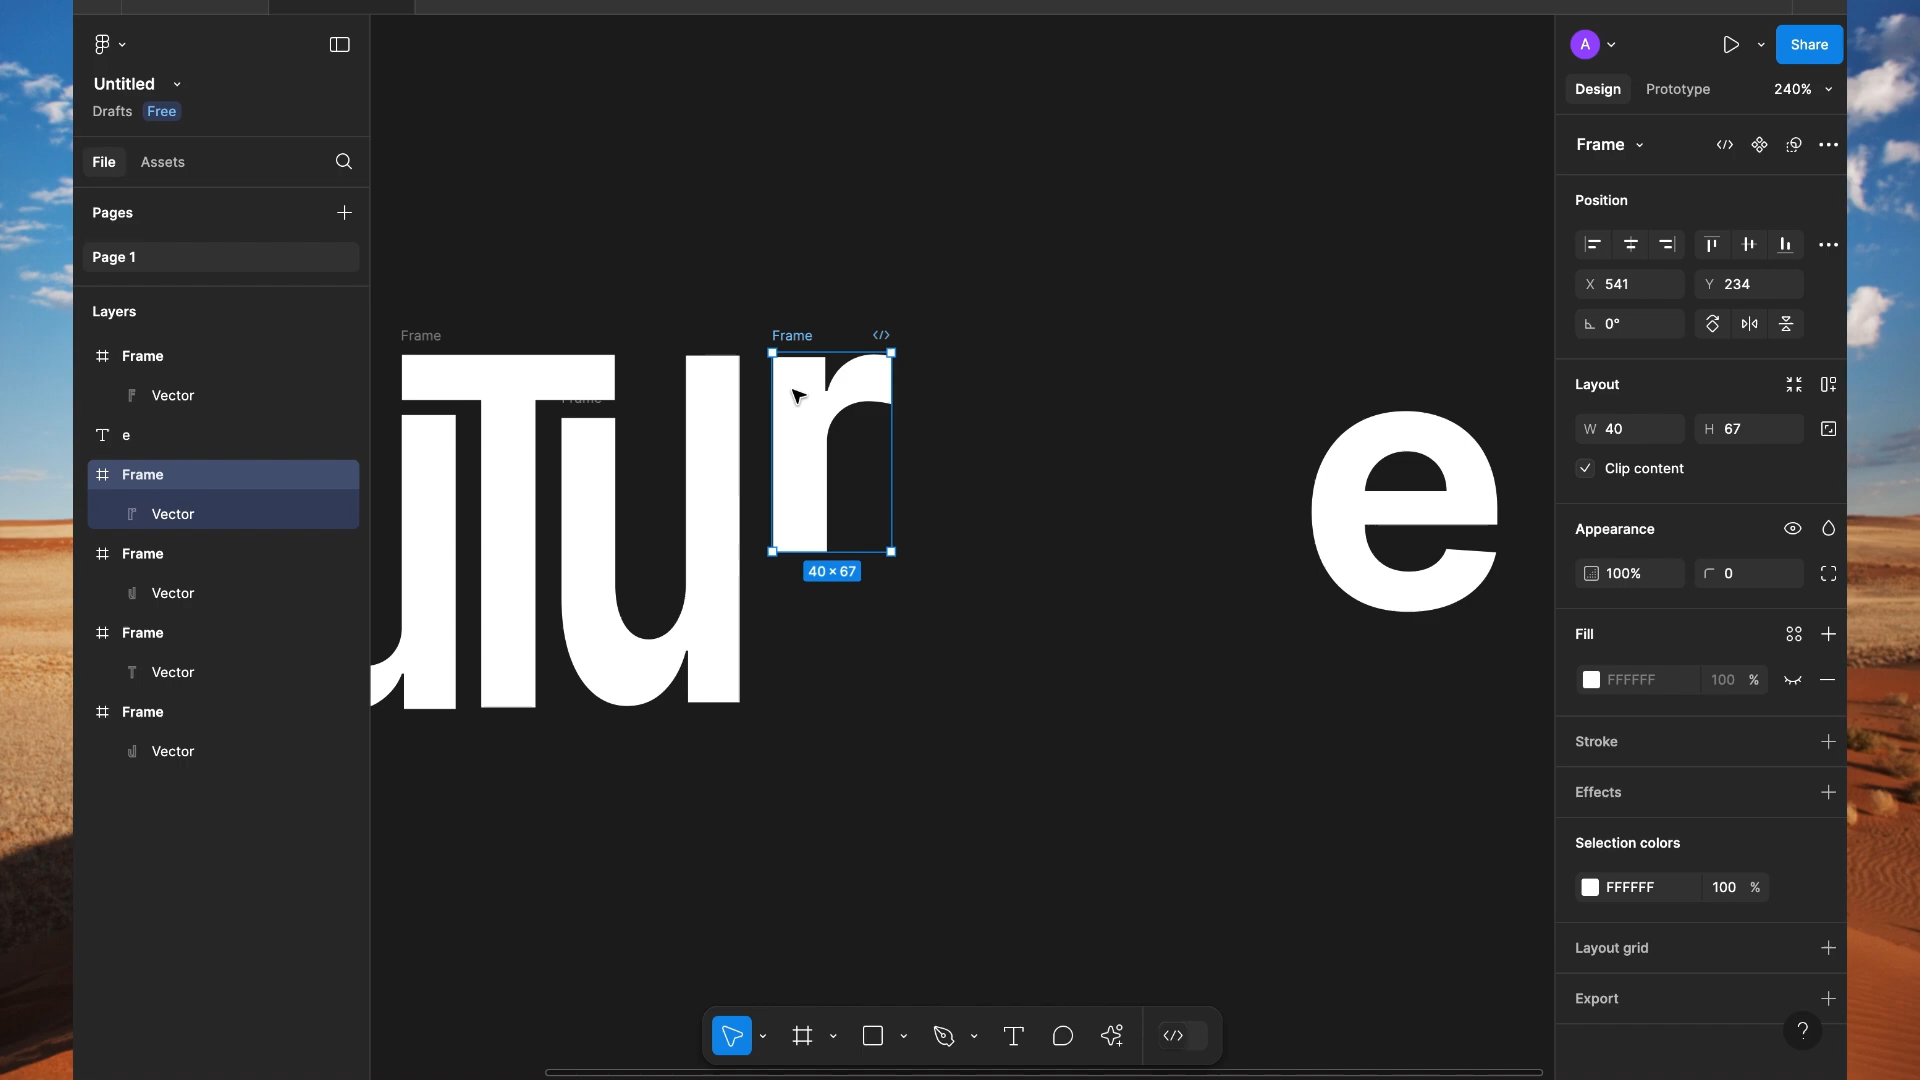 Untitled
Drafts Free
File Assets
Pages
Page 1
Layers
Frame
Vector
e
Frame
Vector
Frame
Vector
Frame
Vector
Frame
Vector
Frame
Frame
Frame
uTur e
40 × 67
A
Share
Design Prototype 240%
Frame
Position
X 541 Y 234
0°
Layout
W 40 H 67
Clip content
Appearance
100% 0
Fill
FFFFFF 100 %
Stroke
Effects
Selection colors
FFFFFF 100 %
Layout grid
Export
?